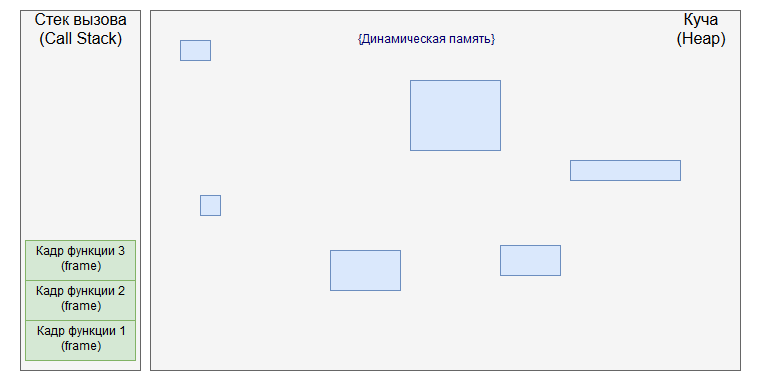 Стек вызова
(Call Stack)
{Динамическая память}
Куча
(Heap)
Кадр функции 3
(frame)
Кадр функции 2
(frame)
Кадр функции 1
(frame)